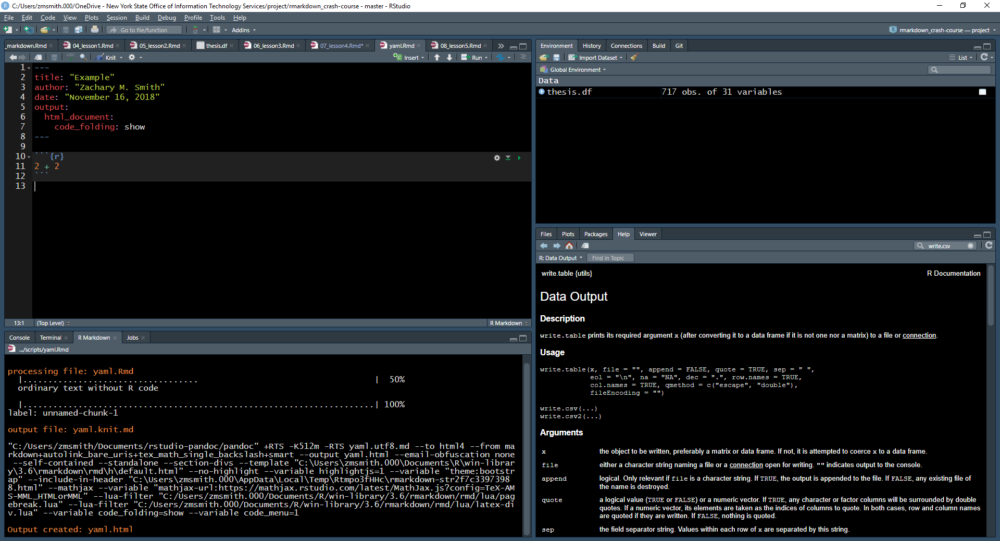 C:/Users/zmsmith.000/OneDrive - New York State Office of Information Technology Services/project/rmarkdown_crash-course - master - RStudio
File Edit Code View Plots Session Build Debug Profile Tools Help
Go to file/function Addins rmarkdown_crash-course — project
_markdown.Rmd 04_lesson1.Rmd 05_lesson2.Rmd thesis.df 06_lesson3.Rmd 07_lesson4.Rmd* yaml.Rmd 08_lesson5.Rmd
ABC Knit Insert Run
1 ---
2 title: "Example"
3 author: "Zachary M. Smith"
4 date: "November 16, 2018"
5 output:
6 html_document:
7 code_folding: show
8 ---
9
10 ```{r}
11 2 + 2
12 ```
13
13:1 (Top Level) R Markdown
Console Terminal R Markdown Jobs
.../scripts/yaml.Rmd
processing file: yaml.Rmd
|................................... | 50%
ordinary text without R code
|......................................................................| 100%
label: unnamed-chunk-1
output file: yaml.knit.md
"C:/Users/zmsmith/Documents/rstudio-pandoc/pandoc" +RTS -K512m -RTS yaml.utf8.md --to html4 --from ma
rkdown+autolink_bare_uris+tex_math_single_backslash+smart --output yaml.html --email-obfuscation none
--self-contained --standalone --section-divs --template "C:\Users\zmsmith.000\Documents\R\win-librar
y\3.6\rmarkdown\rmd\h\default.html" --no-highlight --variable highlightjs=1 --variable "theme:bootstr
ap" --include-in-header "C:\Users\zmsmith.000\AppData\Local\Temp\Rtmpo3fHHc\rmarkdown-str2f7c3397398
8.html" --mathjax --variable "mathjax-url:https://mathjax.rstudio.com/latest/MathJax.js?config=TeX-AM
S-MML_HTMLorMML" --lua-filter "C:/Users/zmsmith.000/Documents/R/win-library/3.6/rmarkdown/rmd/lua/pag
ebreak.lua" --lua-filter "C:/Users/zmsmith.000/Documents/R/win-library/3.6/rmarkdown/rmd/lua/latex-di
v.lua" --variable code_folding=show --variable code_menu=1
Output created: yaml.html
Environment History Connections Build Git
Import Dataset List
Global Environment
Data
thesis.df 717 obs. of 31 variables
Files Plots Packages Help Viewer
write.csv
R: Data Output Find in Topic
write.table {utils} R Documentation
Data Output
Description
write.table prints its required argument x (after converting it to a data frame if it is not one nor a matrix) to a file or connection.
Usage
write.table(x, file = "", append = FALSE, quote = TRUE, sep = " ",
eol = "\n", na = "NA", dec = ".", row.names = TRUE,
col.names = TRUE, qmethod = c("escape", "double"),
fileEncoding = "")
write.csv(...)
write.csv2(...)
Arguments
x the object to be written, preferably a matrix or data frame. If not, it is attempted to coerce x to a data frame.
file either a character string naming a file or a connection open for writing. "" indicates output to the console.
append logical. Only relevant if file is a character string. If TRUE, the output is appended to the file. If FALSE, any existing file of
the name is destroyed.
quote a logical value (TRUE or FALSE) or a numeric vector. If TRUE, any character or factor columns will be surrounded by double
quotes. If a numeric vector, its elements are taken as the indices of columns to quote. In both cases, row and column names
are quoted if they are written. If FALSE, nothing is quoted.
sep the field separator string. Values within each row of x are separated by this string.